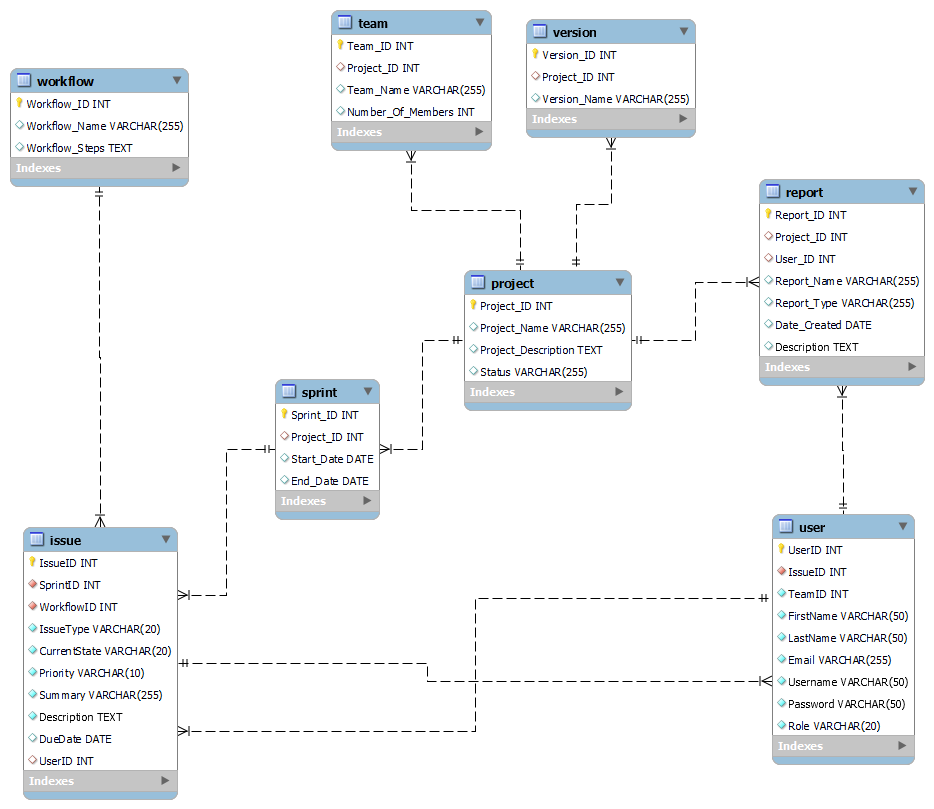 team
Team_ID INT
Project_ID INT
Team_Name VARCHAR(255)
Number_Of_Members INT
Indexes
version
Version_ID INT
Project_ID INT
Version_Name VARCHAR(255)
Indexes
workflow
Workflow_ID INT
Workflow_Name VARCHAR(255)
Workflow_Steps TEXT
Indexes
report
Report_ID INT
Project_ID INT
User_ID INT
Report_Name VARCHAR(255)
Report_Type VARCHAR(255)
Date_Created DATE
Description TEXT
Indexes
project
Project_ID INT
Project_Name VARCHAR(255)
Project_Description TEXT
Status VARCHAR(255)
Indexes
sprint
Sprint_ID INT
Project_ID INT
Start_Date DATE
End_Date DATE
Indexes
issue
IssueID INT
SprintID INT
WorkflowID INT
IssueType VARCHAR(20)
CurrentState VARCHAR(20)
Priority VARCHAR(10)
Summary VARCHAR(255)
Description TEXT
DueDate DATE
UserID INT
Indexes
user
UserID INT
IssueID INT
TeamID INT
FirstName VARCHAR(50)
LastName VARCHAR(50)
Email VARCHAR(255)
Username VARCHAR(50)
Password VARCHAR(50)
Role VARCHAR(20)
Indexes